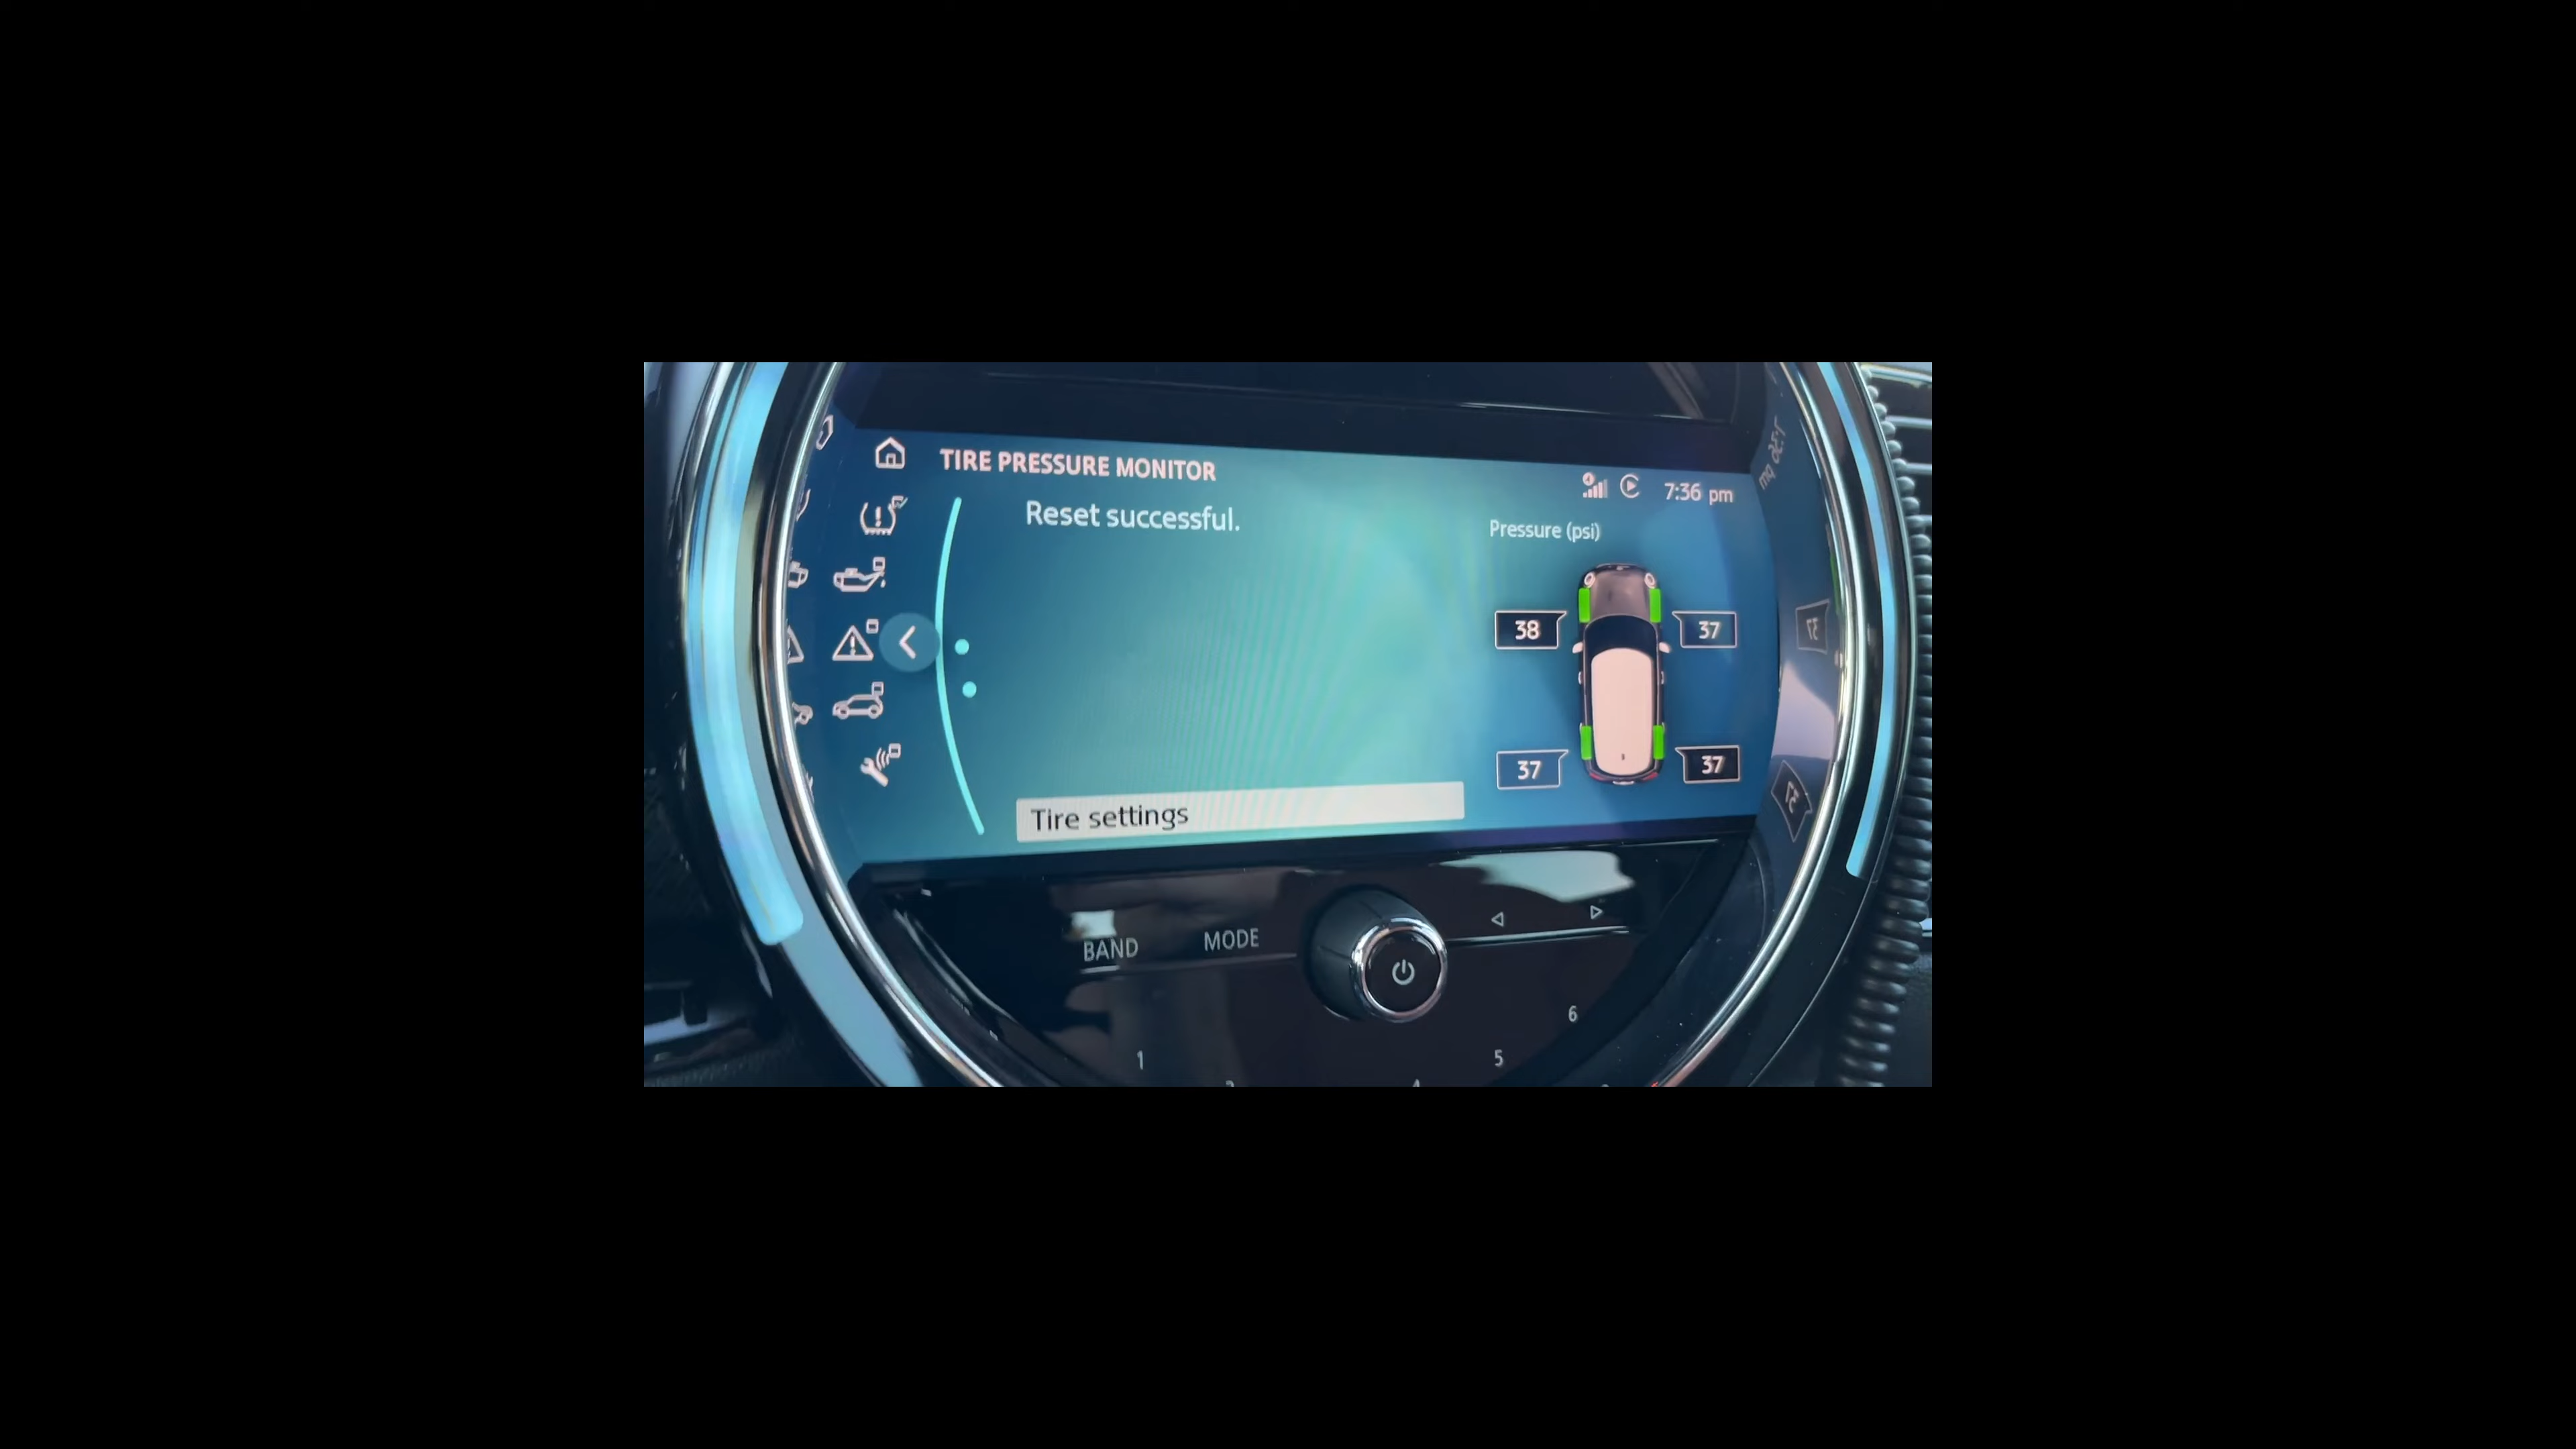 TIRE PRESSURE MONITOR
7:36 pm
Reset successful.
Pressure (psi)
38
37
37
37
Tire settings
BAND
MODE
6
1
5